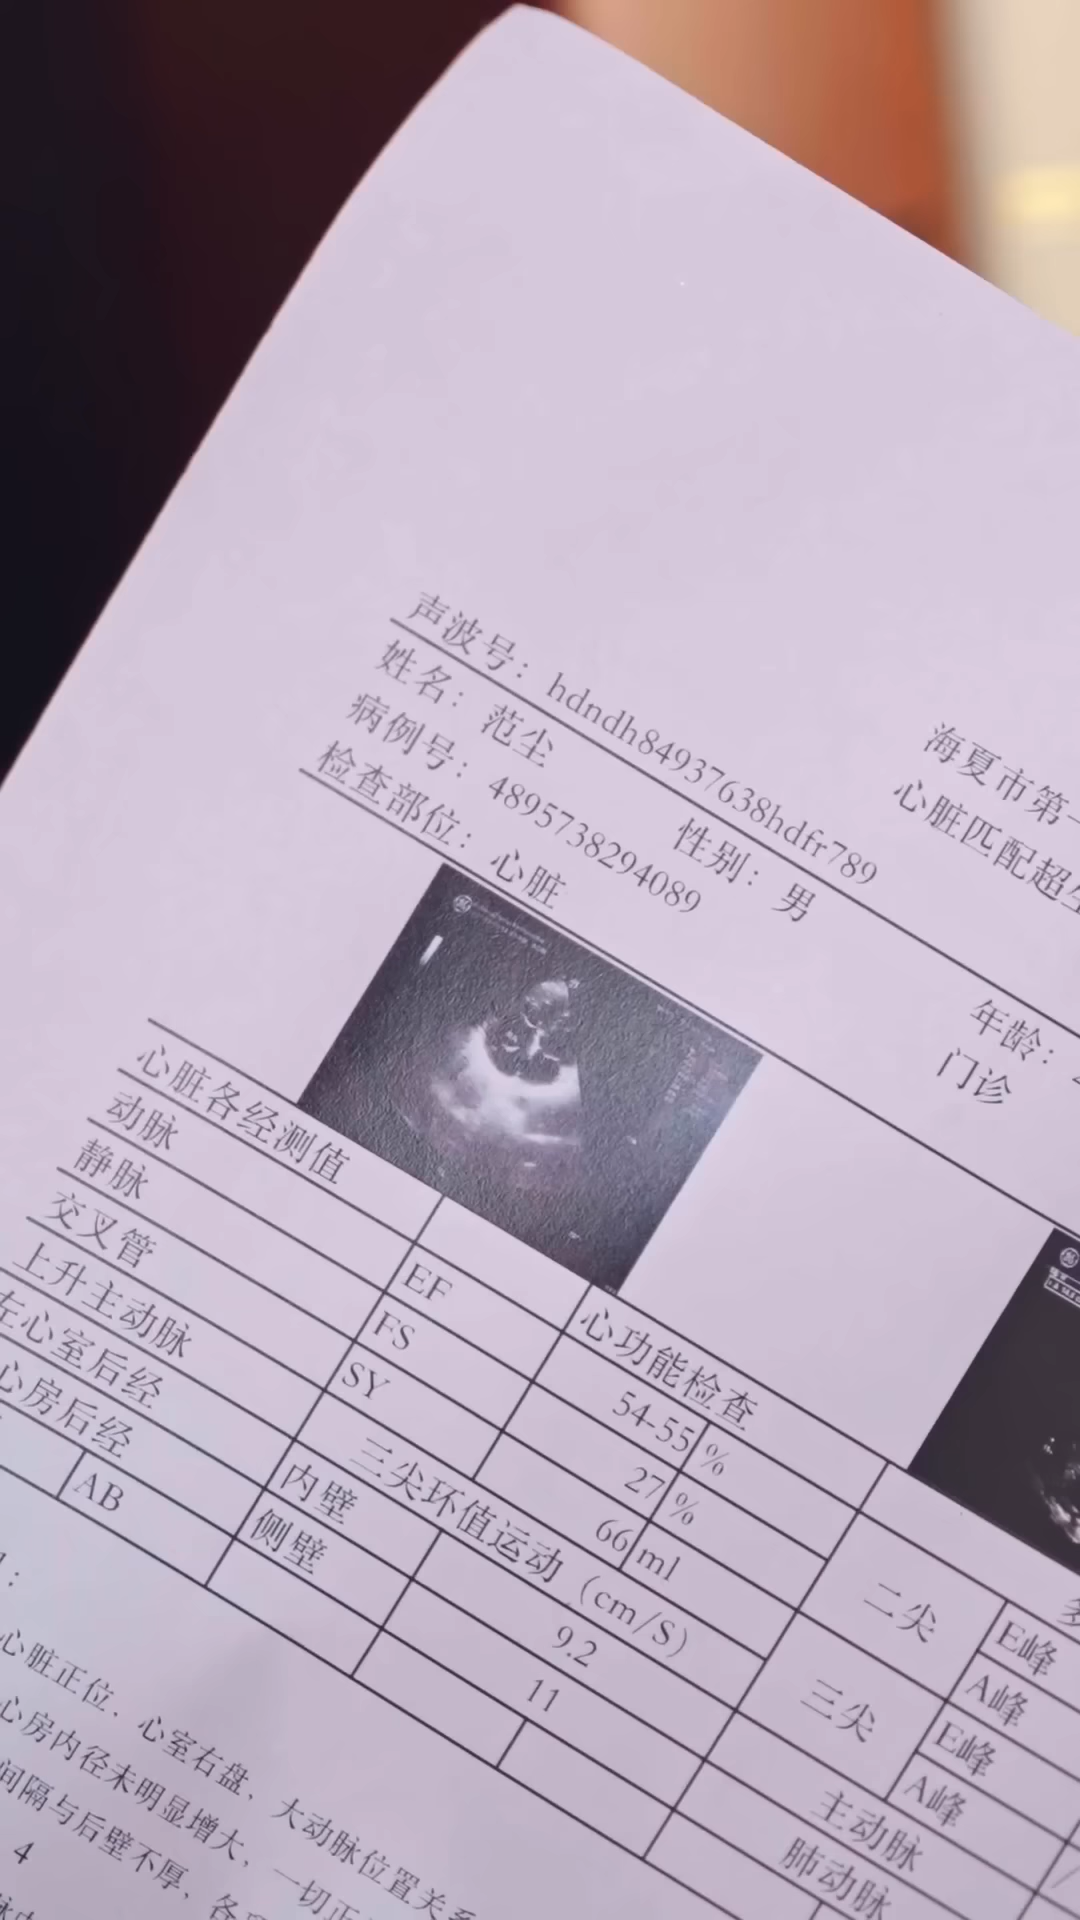 海夏市第一
心脏匹配超
声波号：hdndh84937638hdfr789
姓名：范尘 性别：男 年龄：
病例号：4895738294089 门诊
检查部位：心脏
心脏各经测值 心功能检查
动脉 EF 54-55 %
静脉 FS 27 %
交叉管 SY 66 ml
上升主动脉 三尖环值运动（cm/S）
左心室后经 内壁 9.2
心房后经 侧壁 11
AB
二尖 E峰
A峰
三尖 E峰
A峰
主动脉
肺动脉
心脏正位，心室右盘，大动脉位置关系
心房内径未明显增大，一切正
间隔与后壁不厚，各
4